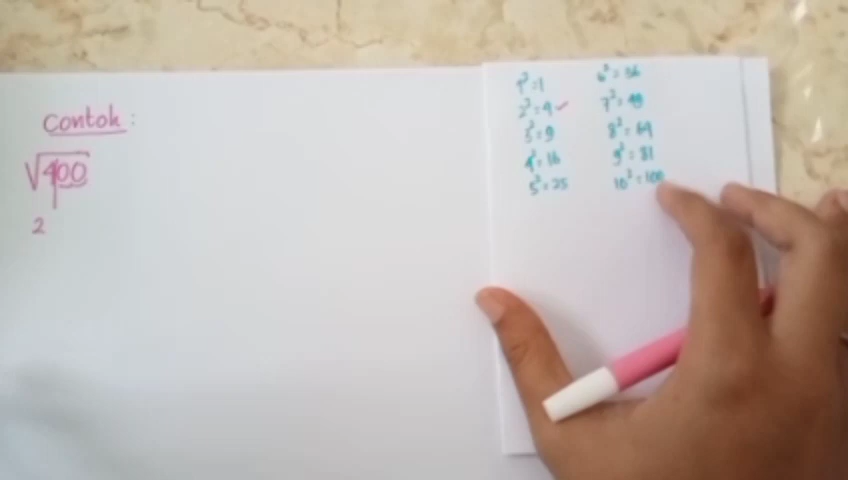 Contoh :
√400
2
1² = 1
2² = 4 ✓
3² = 9
4² = 16
5² = 25
6² = 36
7² = 49
8² = 64
9² = 81
10² = 100